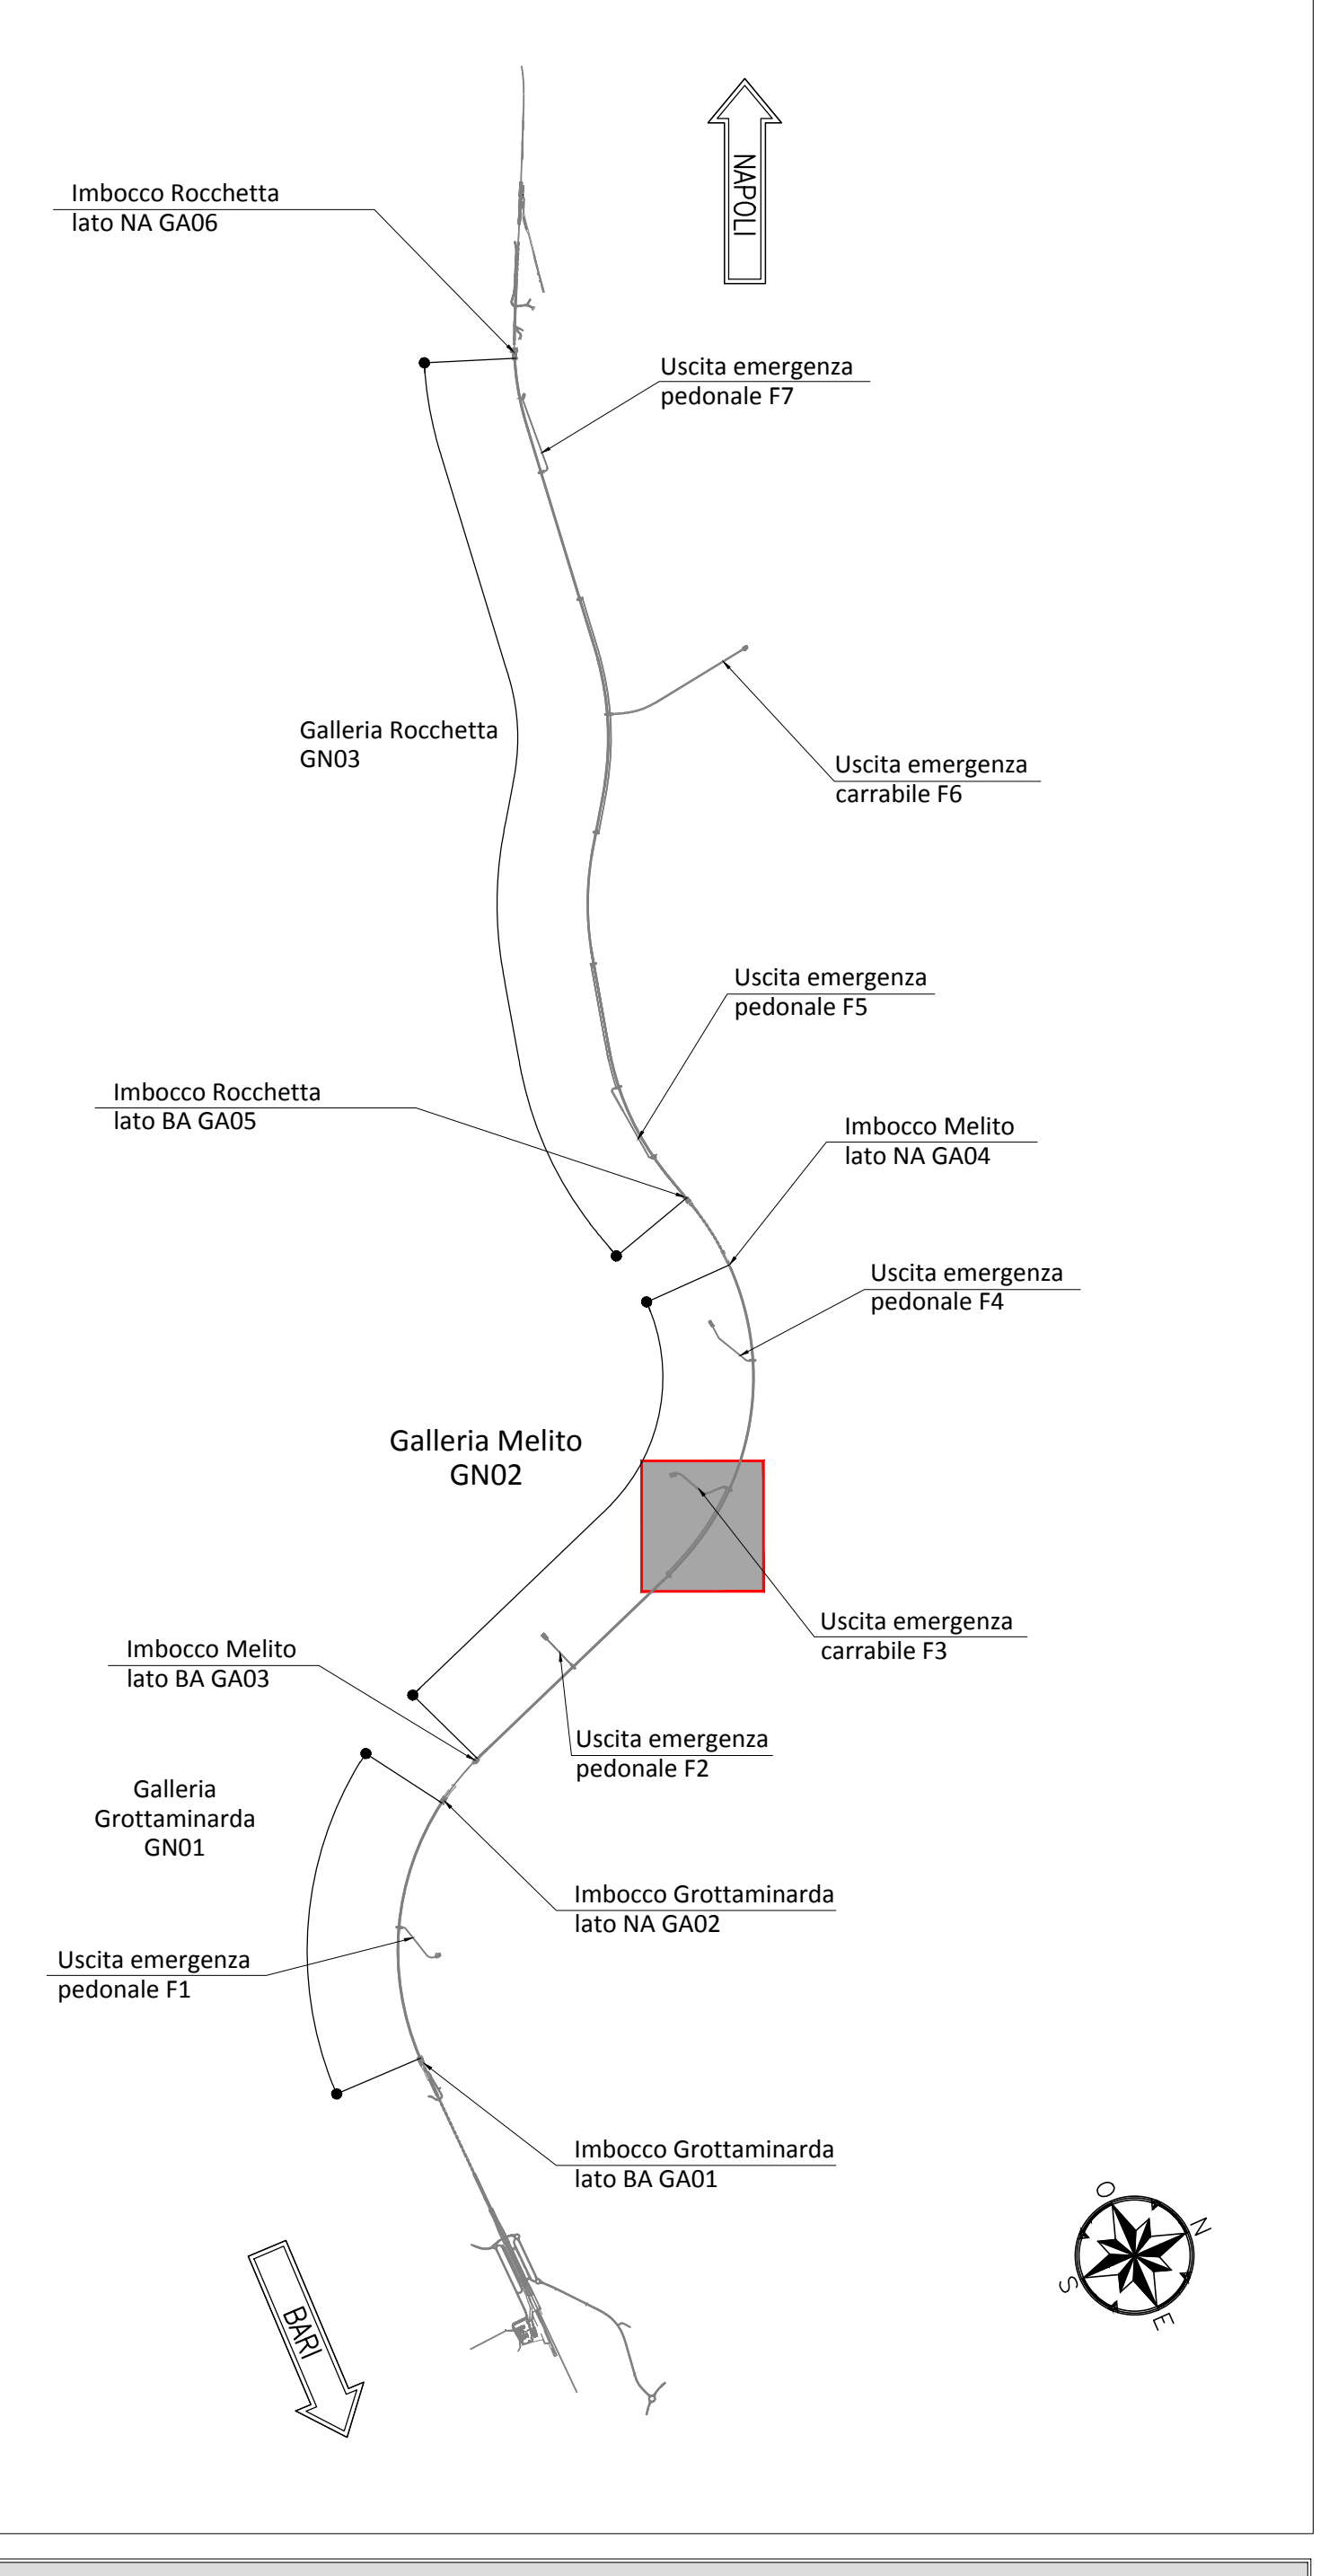 NAPOLI
Imbocco Rocchetta
lato NA GA06
Uscita emergenza
pedonale F7
Galleria Rocchetta
GN03
Uscita emergenza
carrabile F6
Uscita emergenza
pedonale F5
Imbocco Rocchetta
lato BA GA05
Imbocco Melito
lato NA GA04
Uscita emergenza
pedonale F4
Galleria Melito
GN02
Uscita emergenza
carrabile F3
Imbocco Melito
lato BA GA03
Uscita emergenza
pedonale F2
Galleria
Grottaminarda
GN01
Imbocco Grottaminarda
lato NA GA02
Uscita emergenza
pedonale F1
Imbocco Grottaminarda
lato BA GA01
O
N
S
E
BARI